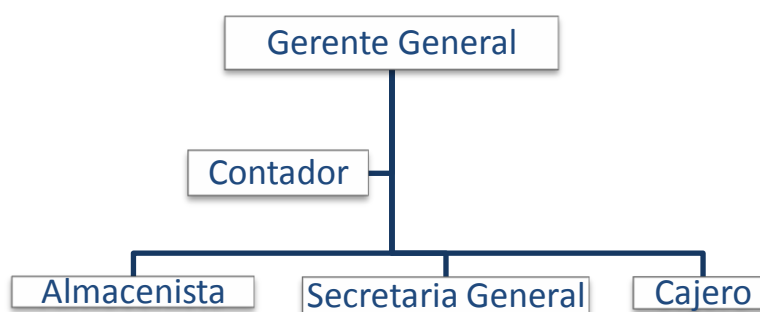 Gerente General
Contador
Almacenista
Secretaria General
Cajero